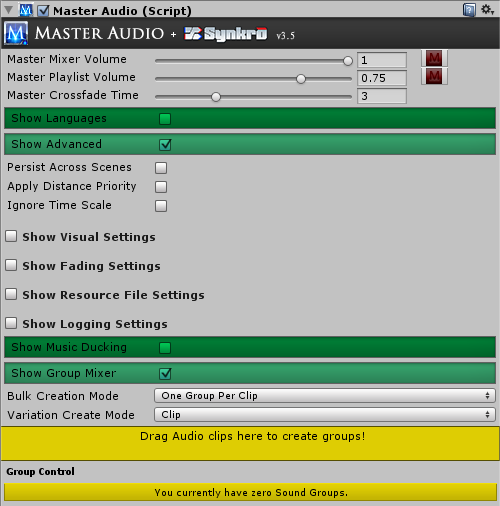 Master Audio (Script)
M MASTER AUDIO + Synkro v3.5
Master Mixer Volume 1 M
Master Playlist Volume 0.75 M
Master Crossfade Time 3
Show Languages
Show Advanced
Persist Across Scenes
Apply Distance Priority
Ignore Time Scale
Show Visual Settings
Show Fading Settings
Show Resource File Settings
Show Logging Settings
Show Music Ducking
Show Group Mixer
Bulk Creation Mode One Group Per Clip
Variation Create Mode Clip
Drag Audio clips here to create groups!
Group Control
You currently have zero Sound Groups.